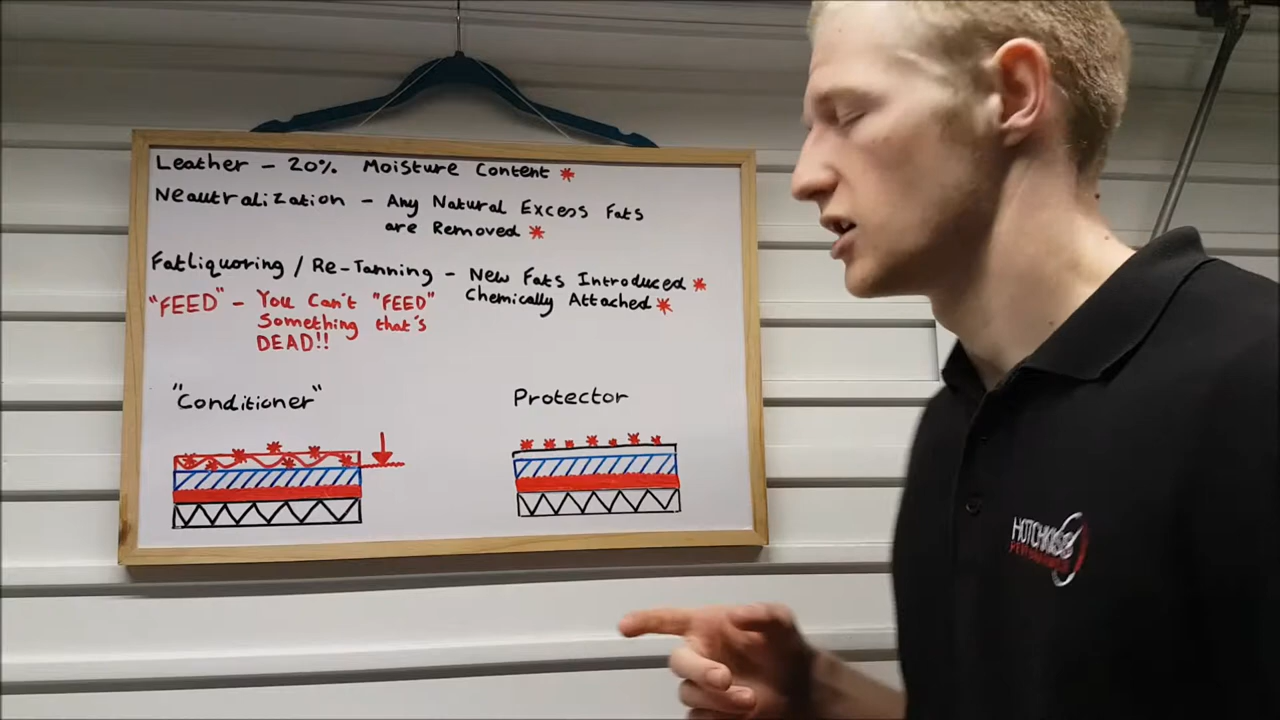 Leather - 20% Moisture Content *
Neautralization - Any Natural Excess Fats
are Removed *
Fatliquoring / Re-Tanning - New Fats Introduced *
Chemically Attached *
"FEED" - You Can't "FEED"
Something that's
DEAD!!
"Conditioner"
Protector